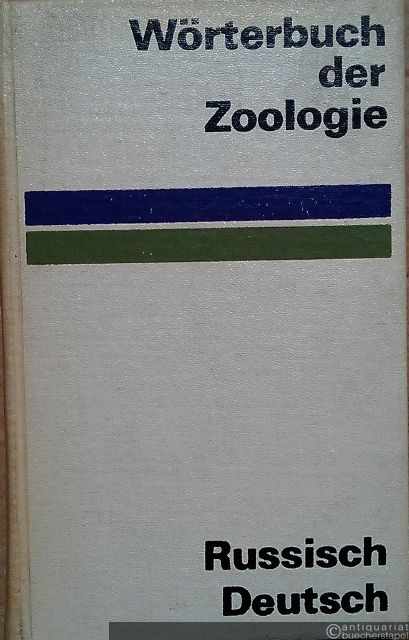 Wörterbuch
der
Zoologie
Russisch
Deutsch
antiquariat
buecherstapel